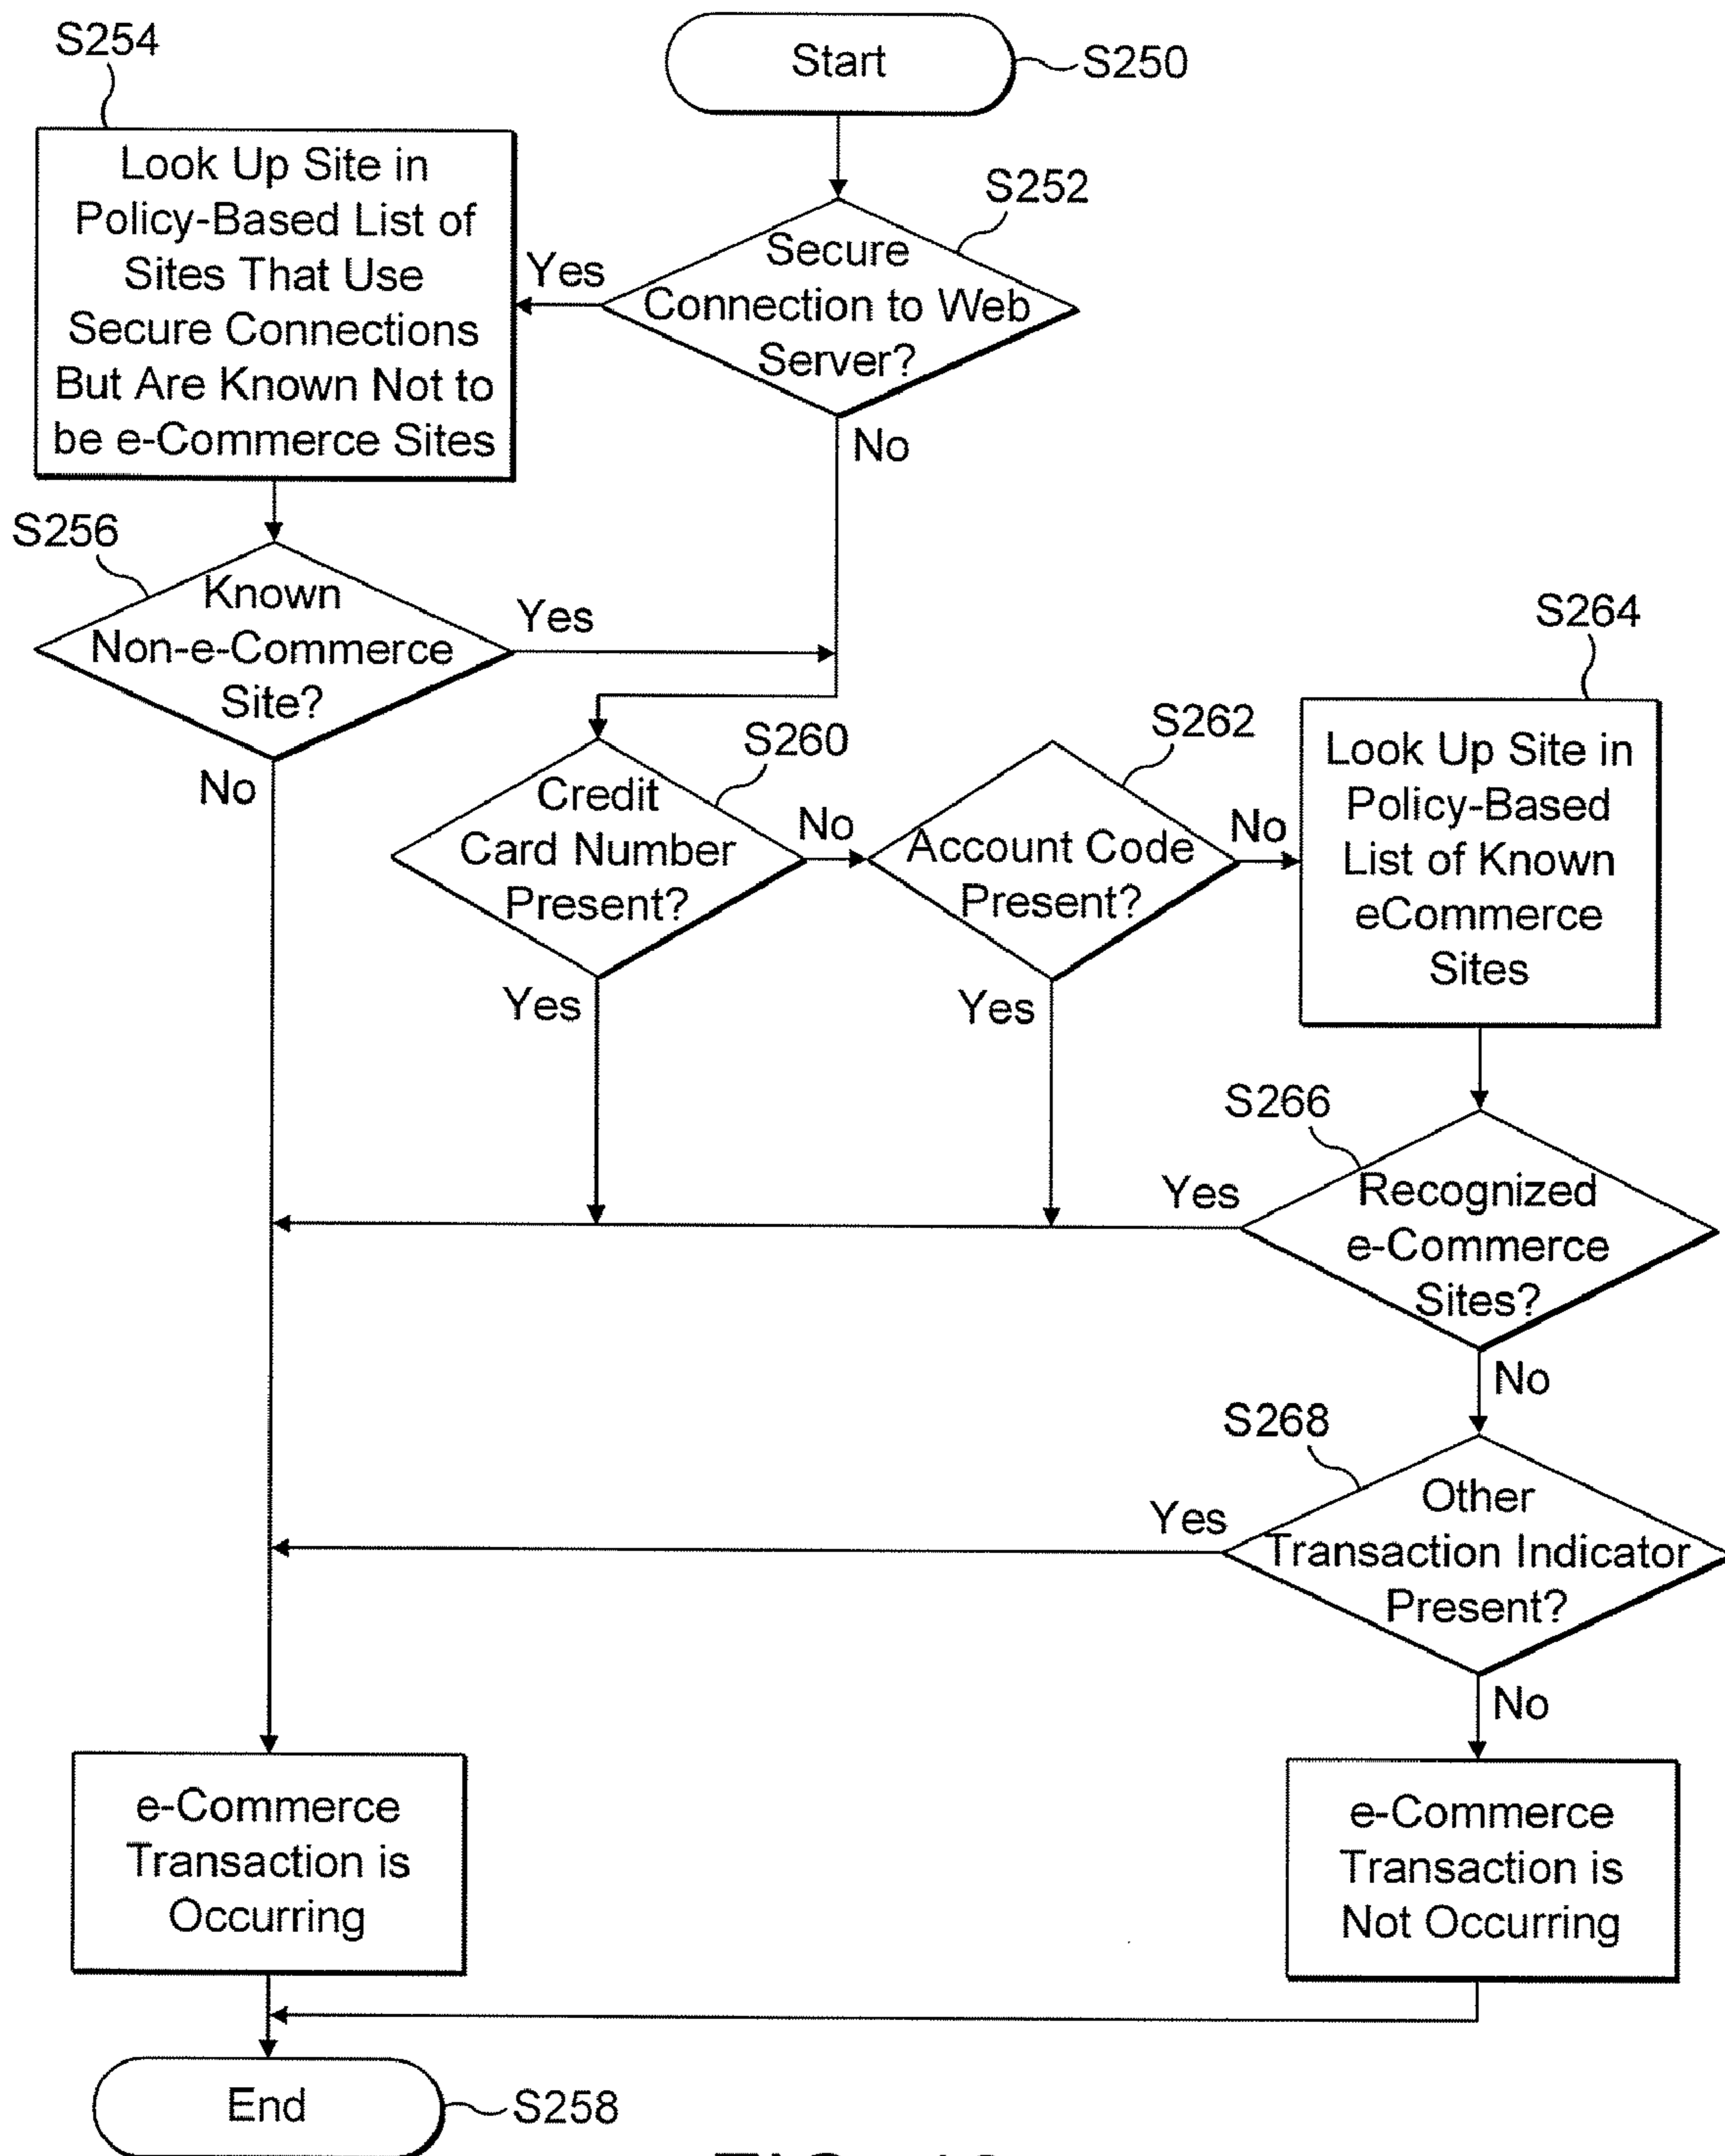 Start
S250
S254
Look Up Site in
Policy-Based List of
Sites That Use
Secure Connections
But Are Known Not to
be e-Commerce Sites
S252
Secure
Connection to Web
Server?
Yes
No
S256
Known
Non-e-Commerce
Site?
Yes
No
S260
Credit
Card Number
Present?
No
Yes
S262
Account Code
Present?
No
Yes
S264
Look Up Site in
Policy-Based
List of Known
eCommerce
Sites
S266
Recognized
e-Commerce
Sites?
Yes
No
S268
Other
Transaction Indicator
Present?
Yes
No
e-Commerce
Transaction is
Occurring
e-Commerce
Transaction is
Not Occurring
End
S258